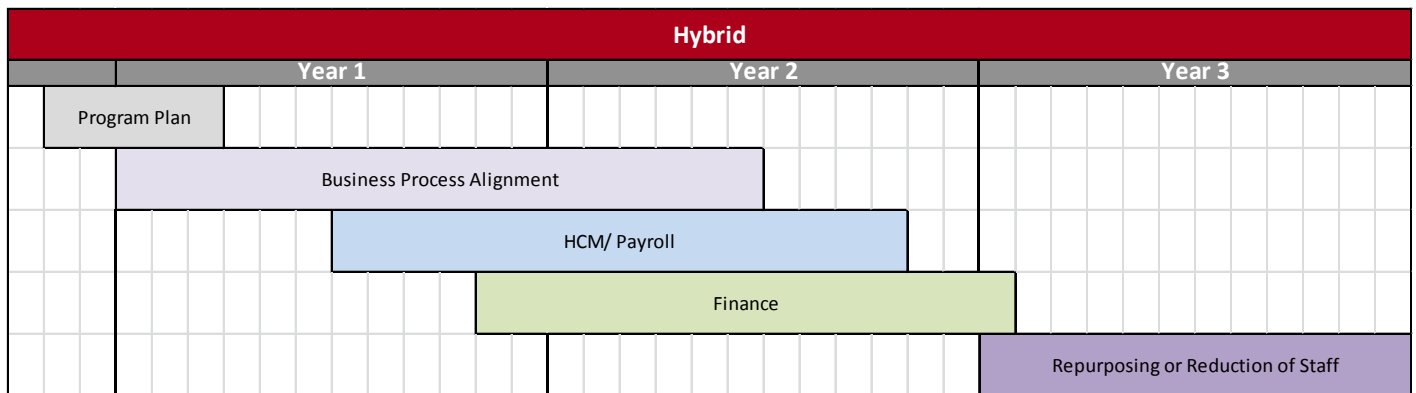 Hybrid
Year 1 Year 2 Year 3
Program Plan
Business Process Alignment
HCM/ Payroll
Finance
Repurposing or Reduction of Staff